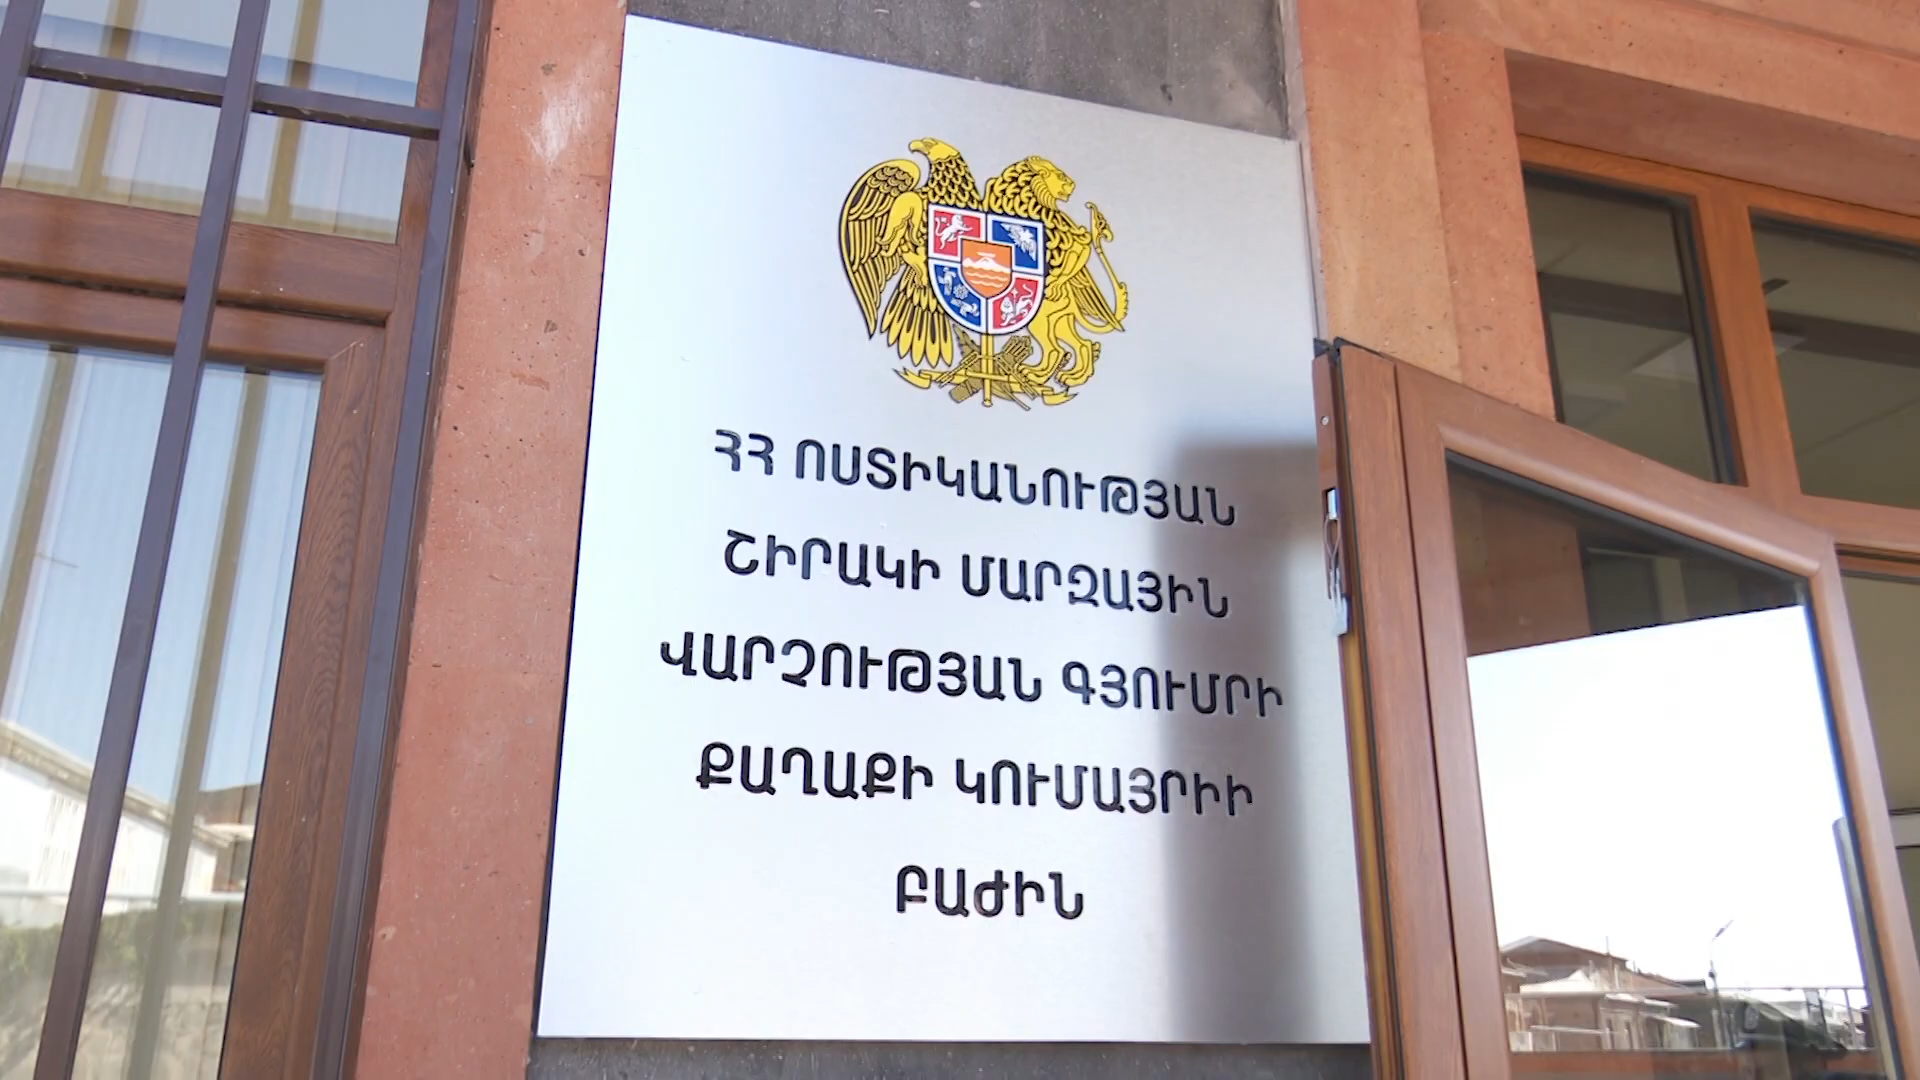 ՀՀ ՈՍՏԻԿԱՆՈՒԹՅԱՆ
ՇԻՐԱԿԻ ՄԱՐԶԱՅԻՆ
ՎԱՐՉՈՒԹՅԱՆ ԳՅՈՒՄՐԻ
ՔԱՂԱՔԻ ԿՈՒՄԱՅՐԻԻ
ԲԱԺԻՆ